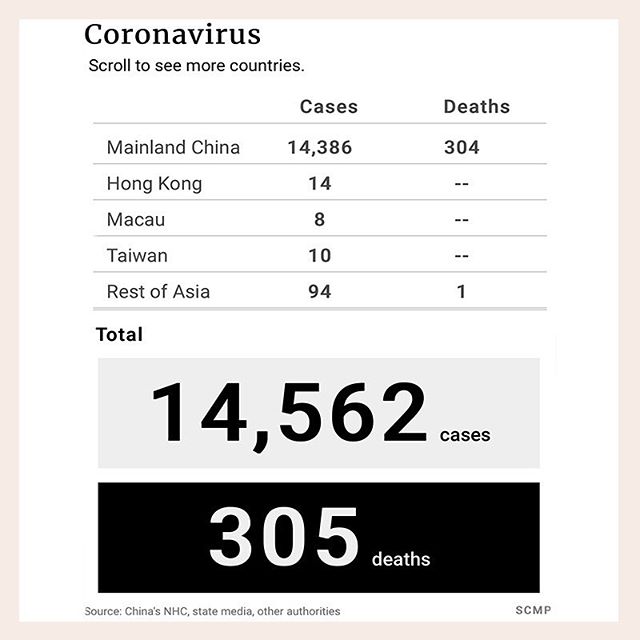 Coronavirus
Scroll to see more countries.
Cases Deaths
Mainland China 14,386 304
Hong Kong 14 --
Macau 8 --
Taiwan 10 --
Rest of Asia 94 1
Total
14,562 cases
305 deaths
Source: China's NHC, state media, other authorities SCMP